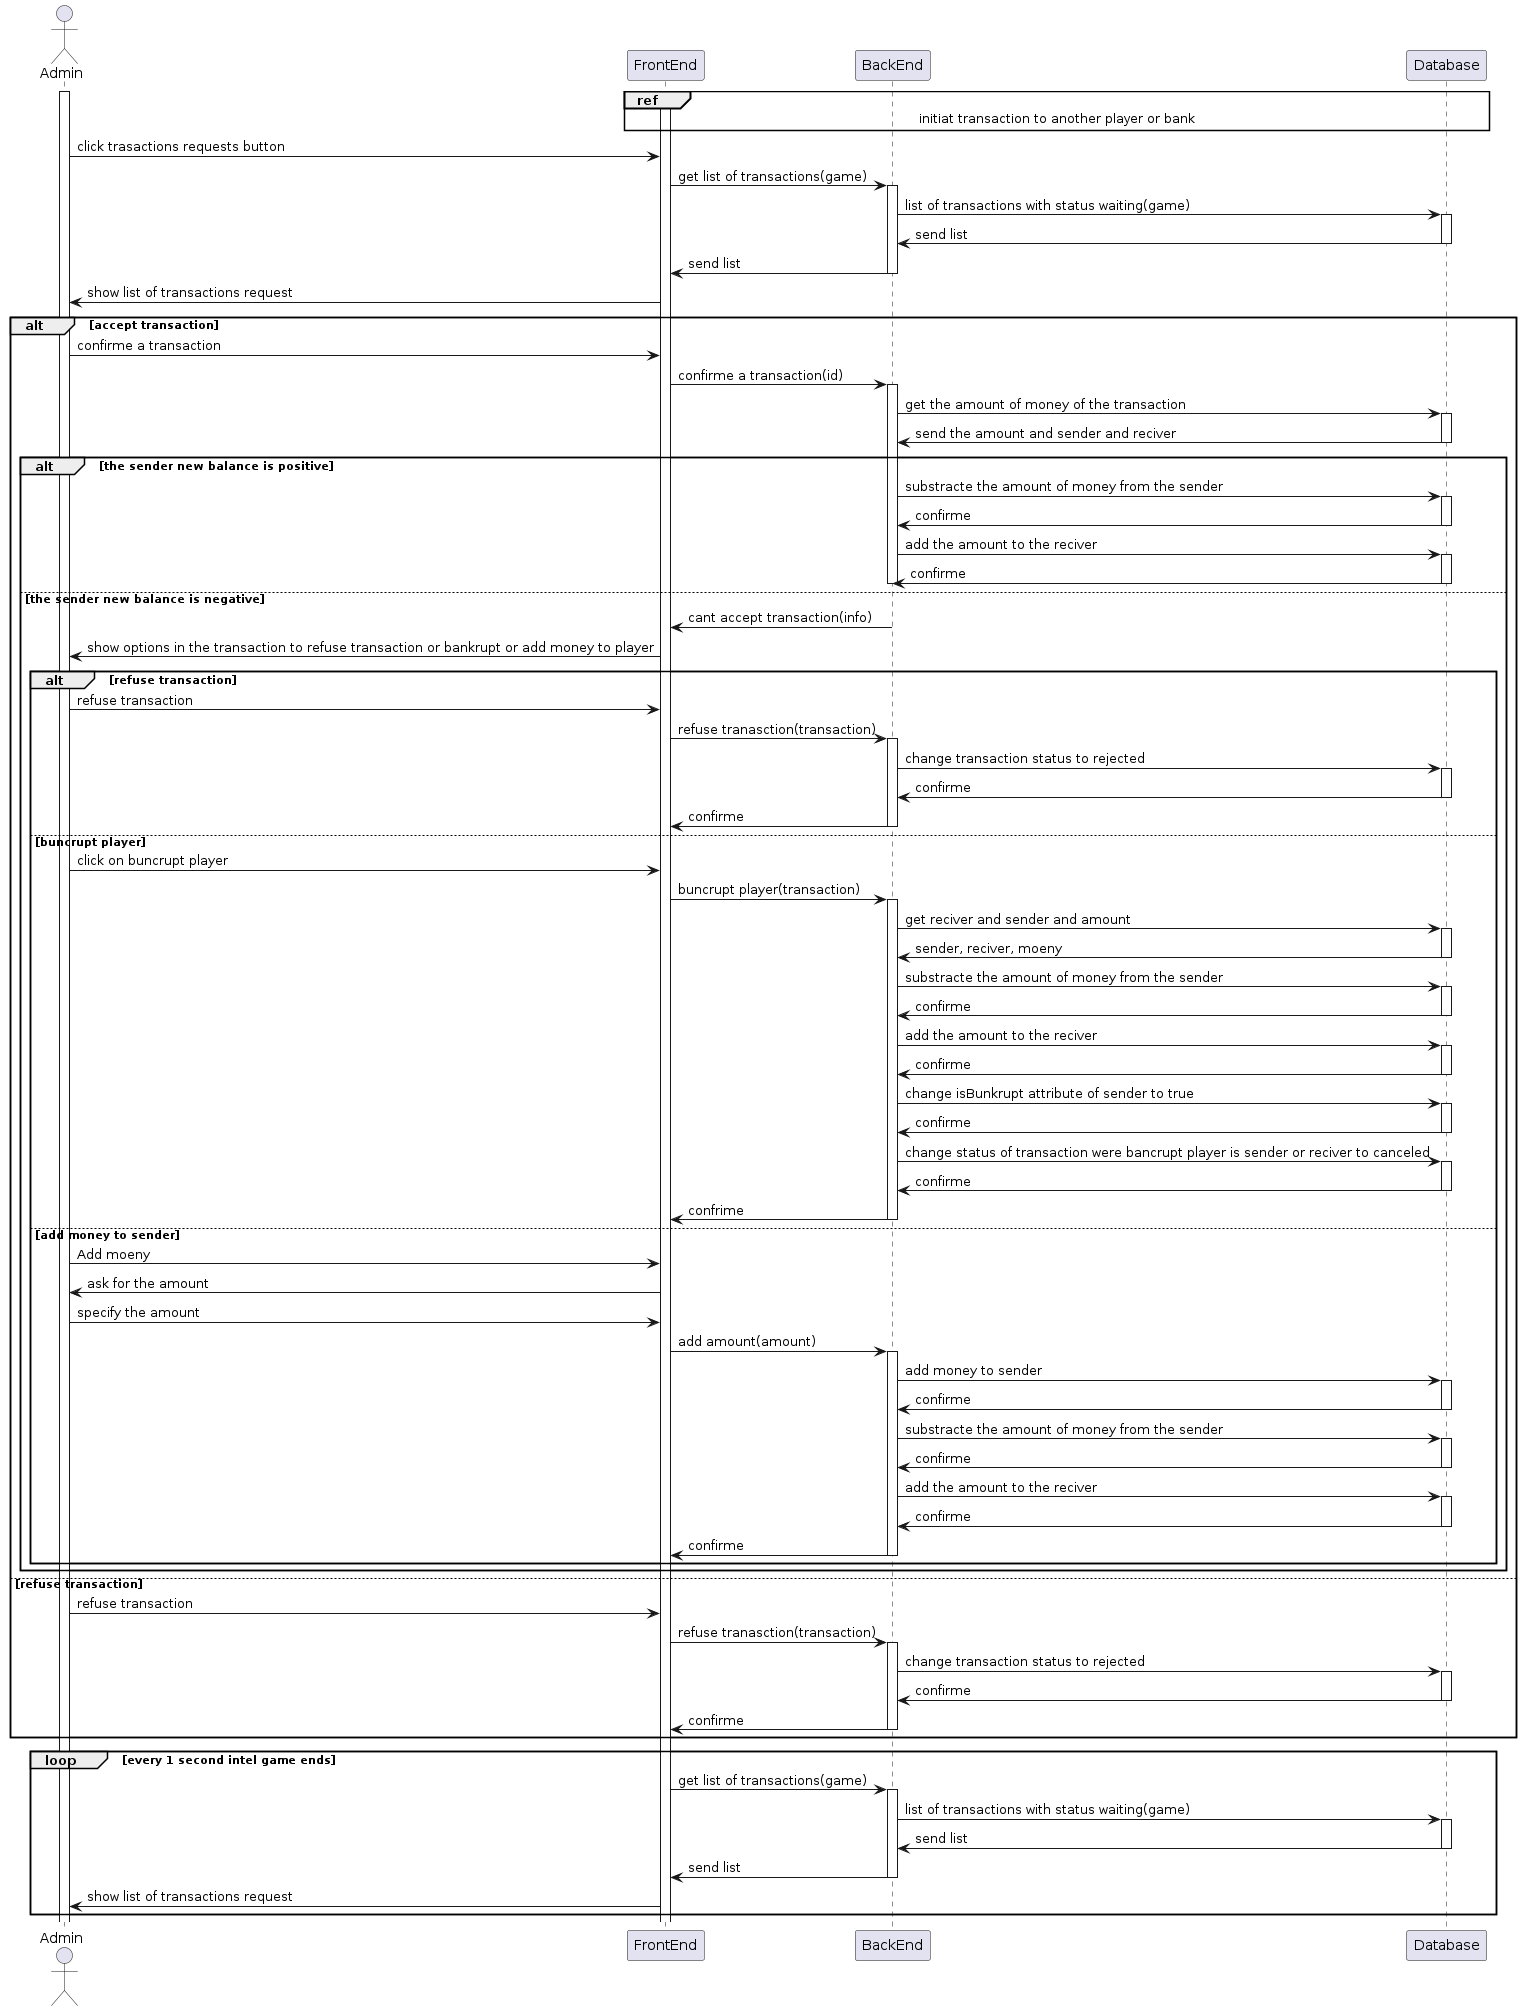 Admin
FrontEnd
BackEnd
Database
ref
initiat transaction to another player or bank
click trasactions requests button
get list of transactions(game)
list of transactions with status waiting(game)
send list
send list
show list of transactions request
alt [accept transaction]
confirme a transaction
confirme a transaction(id)
get the amount of money of the transaction
send the amount and sender and reciver
alt [the sender new balance is positive]
substracte the amount of money from the sender
confirme
add the amount to the reciver
confirme
[the sender new balance is negative]
cant accept transaction(info)
show options in the transaction to refuse transaction or bankrupt or add money to player
alt [refuse transaction]
refuse transaction
refuse tranasction(transaction)
change transaction status to rejected
confirme
confirme
[buncrupt player]
click on buncrupt player
buncrupt player(transaction)
get reciver and sender and amount
sender, reciver, moeny
substracte the amount of money from the sender
confirme
add the amount to the reciver
confirme
change isBunkrupt attribute of sender to true
confirme
change status of transaction were bancrupt player is sender or reciver to canceled
confirme
confrime
[add money to sender]
Add moeny
ask for the amount
specify the amount
add amount(amount)
add money to sender
confirme
substracte the amount of money from the sender
confirme
add the amount to the reciver
confirme
confirme
[refuse transaction]
refuse transaction
refuse tranasction(transaction)
change transaction status to rejected
confirme
confirme
loop [every 1 second intel game ends]
get list of transactions(game)
list of transactions with status waiting(game)
send list
send list
show list of transactions request
Admin
FrontEnd
BackEnd
Database